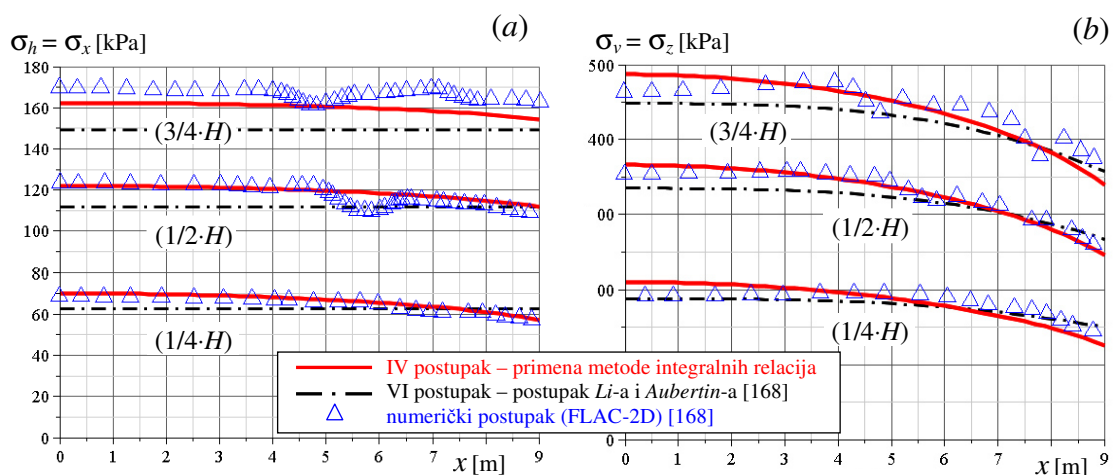 (a)
σₕ = σₓ [kPa]
180
160
140
120
100
80
60
40
20
0
(3/4·H)
(1/2·H)
(1/4·H)
0 1 2 3 4 5 6 7 8 9
x [m]
(b)
σᵥ = σ_z [kPa]
500
400
00
00
0
(3/4·H)
(1/2·H)
(1/4·H)
0 1 2 3 4 5 6 7 8 9
x [m]
IV postupak – primena metode integralnih relacija
VI postupak – postupak Li-a i Aubertin-a [168]
numerički postupak (FLAC-2D) [168]